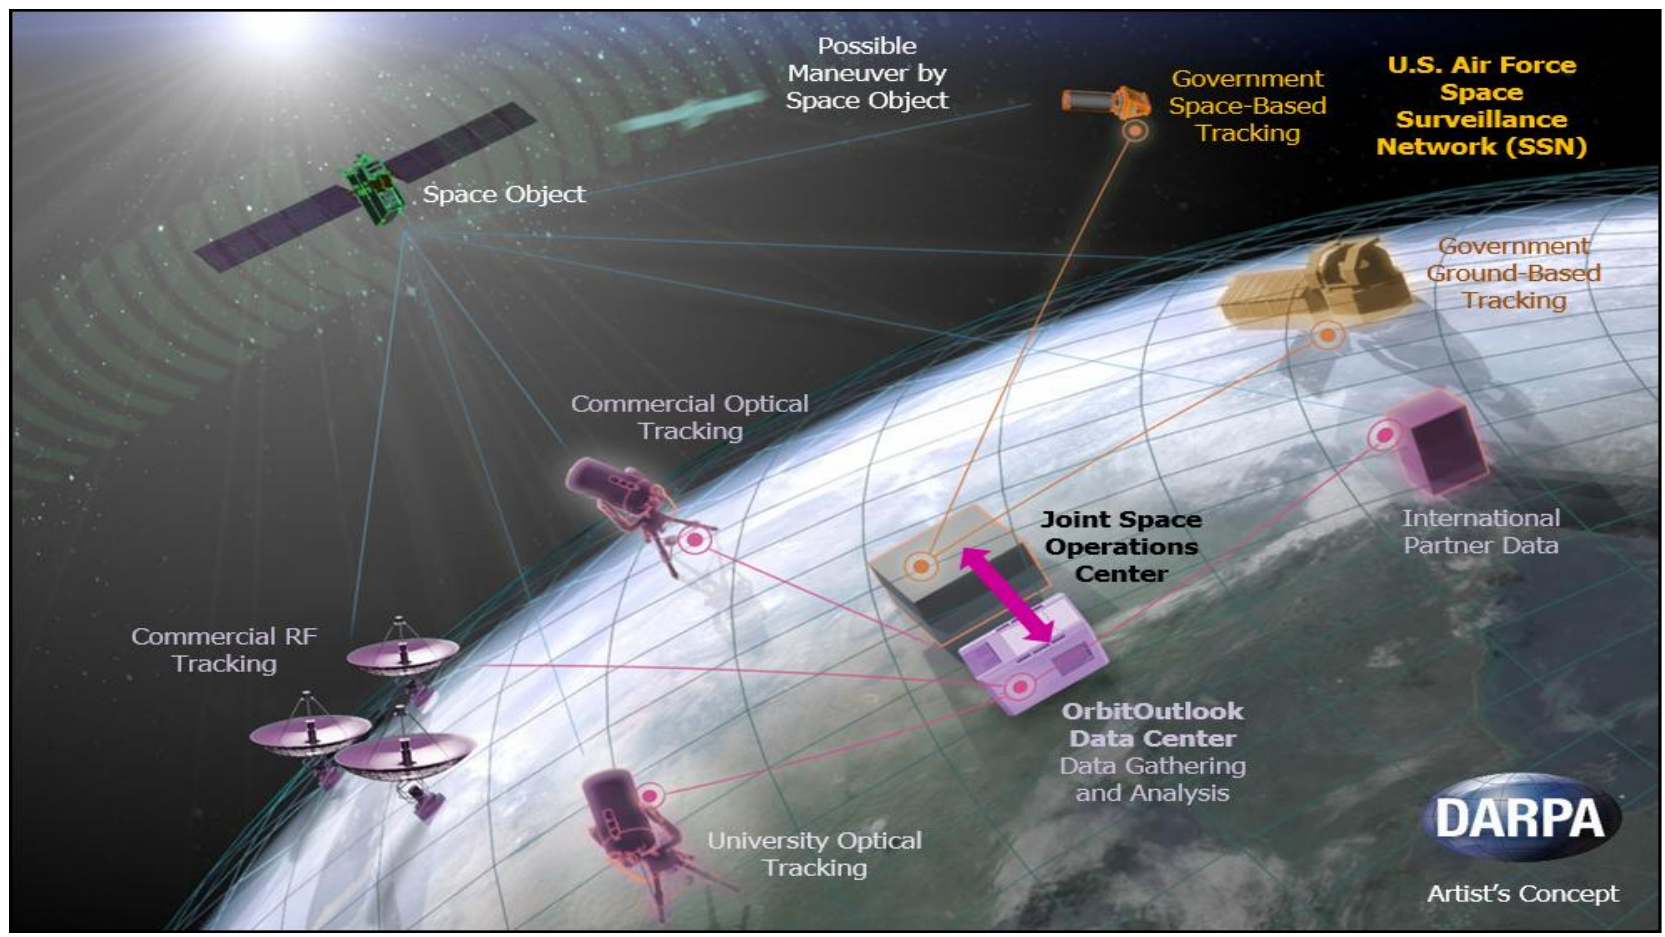 Possible
Maneuver by
Space Object
Government
Space-Based
Tracking
U.S. Air Force
Space
Surveillance
Network (SSN)
Space Object
Government
Ground-Based
Tracking
Commercial Optical
Tracking
Joint Space
Operations
Center
International
Partner Data
Commercial RF
Tracking
OrbitOutlook
Data Center
Data Gathering
and Analysis
University Optical
Tracking
DARPA
Artist's Concept